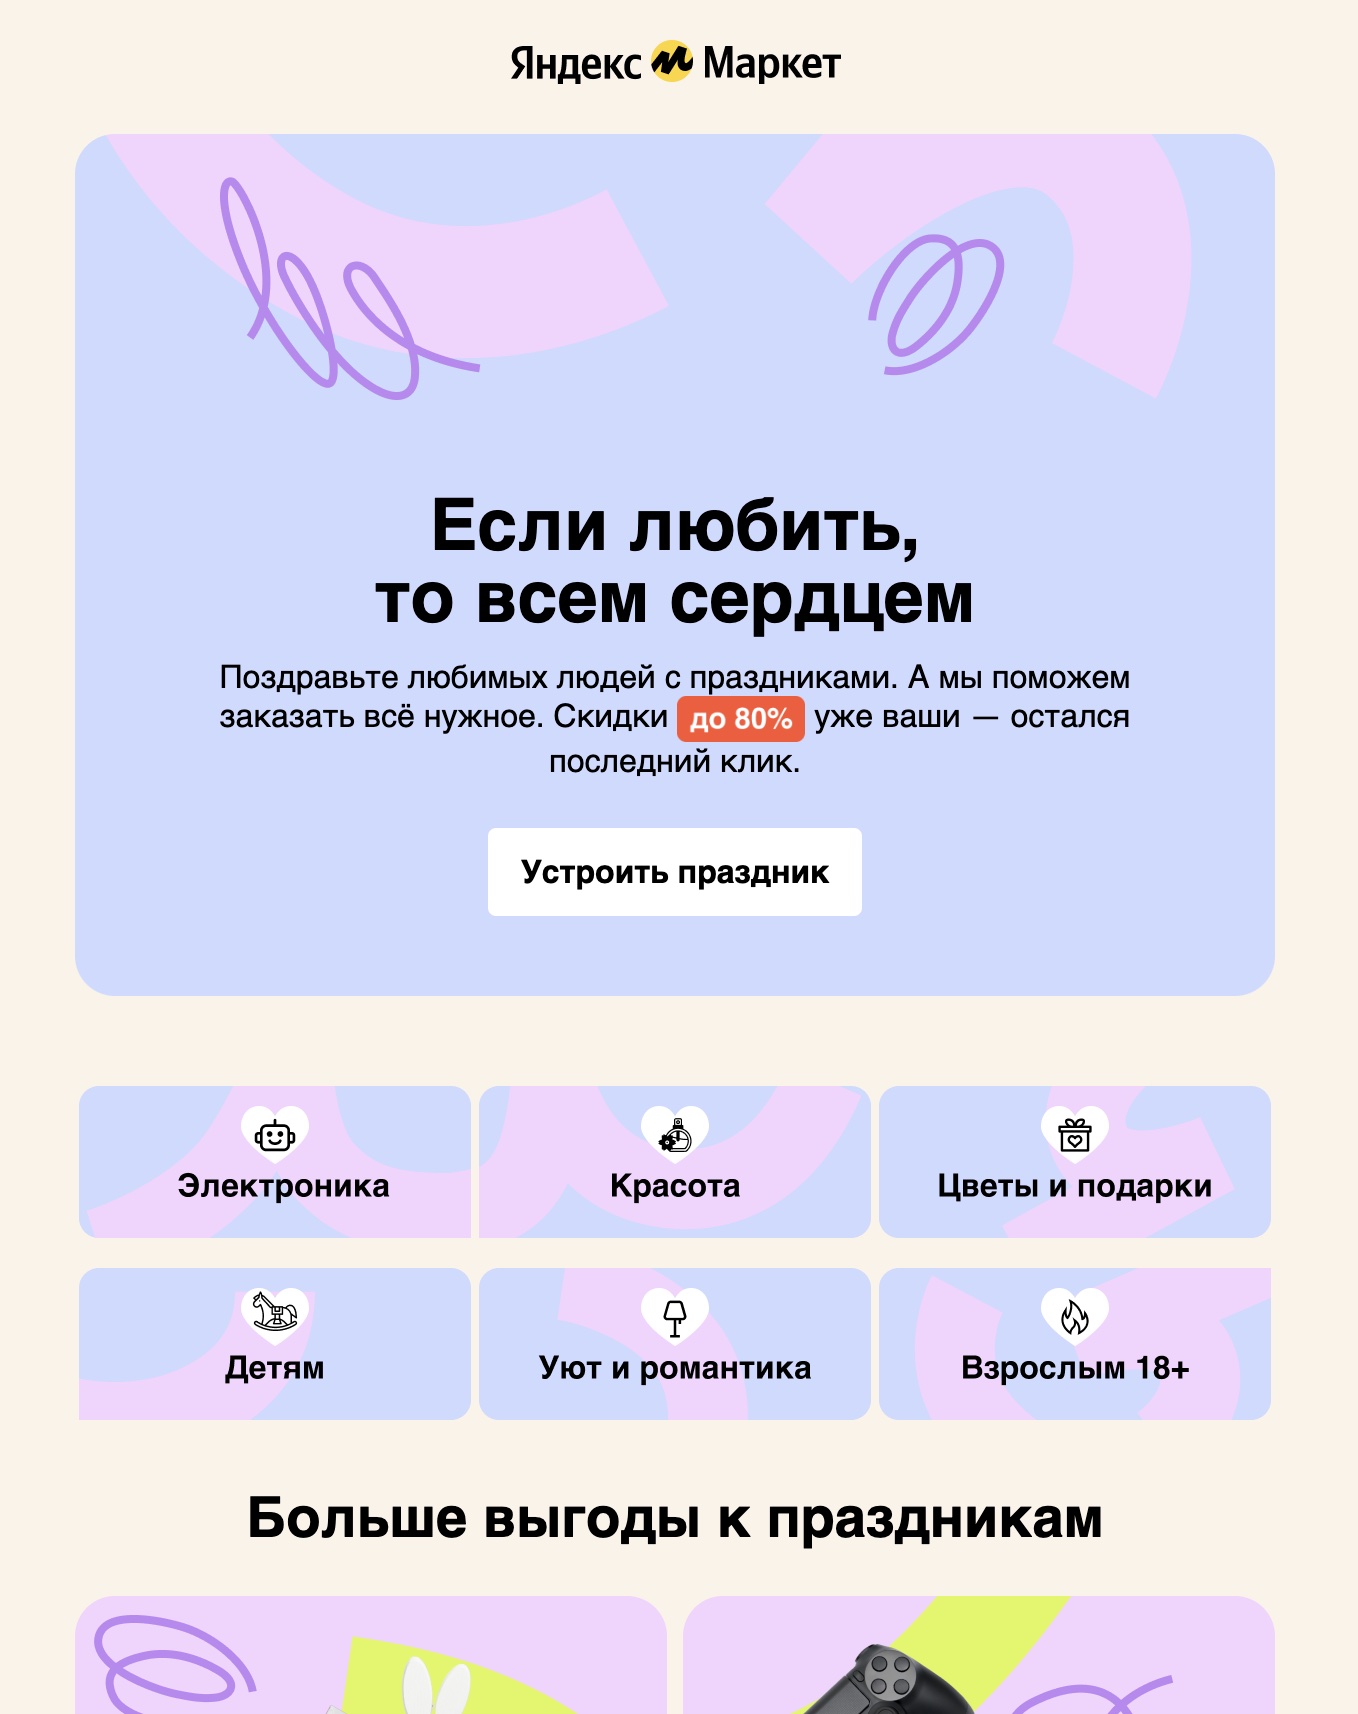 Яндекс Маркет
Если любить,
то всем сердцем
Поздравьте любимых людей с праздниками. А мы поможем
заказать всё нужное. Скидки до 80% уже ваши — остался
последний клик.
Устроить праздник
Электроника
Красота
Цветы и подарки
Детям
Уют и романтика
Взрослым 18+
Больше выгоды к праздникам